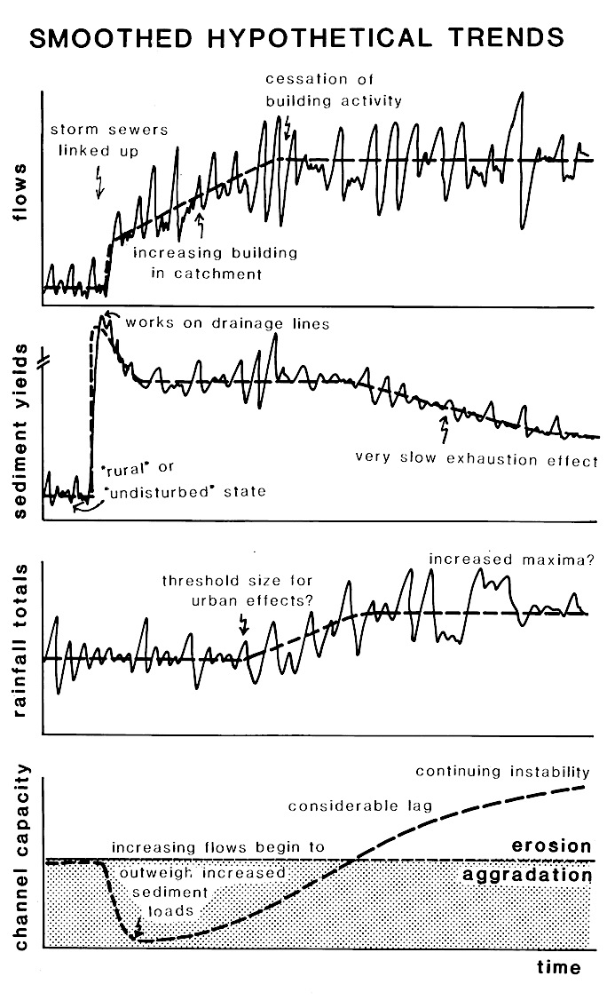 SMOOTHED HYPOTHETICAL TRENDS
cessation of
building activity
storm sewers
linked up
flows
increasing building
in catchment
works on drainage lines
sediment yields
"rural" or
"undisturbed" state
very slow exhaustion effect
increased maxima?
threshold size for
urban effects?
rainfall totals
continuing instability
considerable lag
channel capacity
increasing flows begin to
erosion
outweigh increased
aggradation
sediment
loads
time